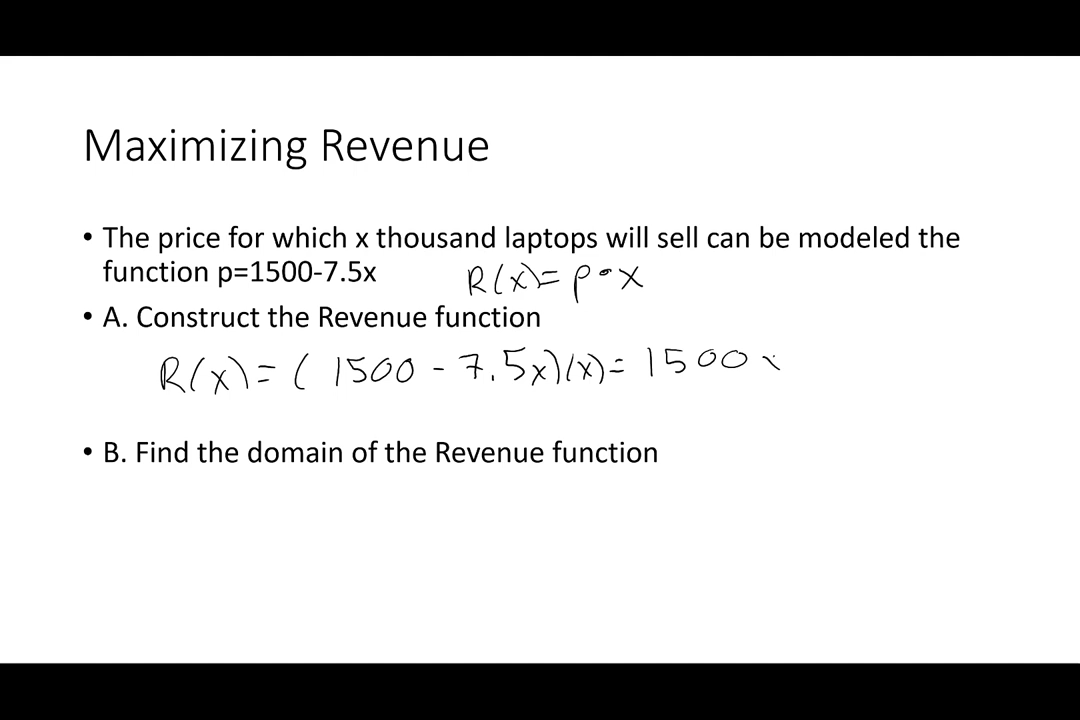 Maximizing Revenue
• The price for which x thousand laptops will sell can be modeled the
function p=1500-7.5x
R(x)= p•x
• A. Construct the Revenue function
R(x)= ( 1500 - 7.5x)(x)= 1500
• B. Find the domain of the Revenue function